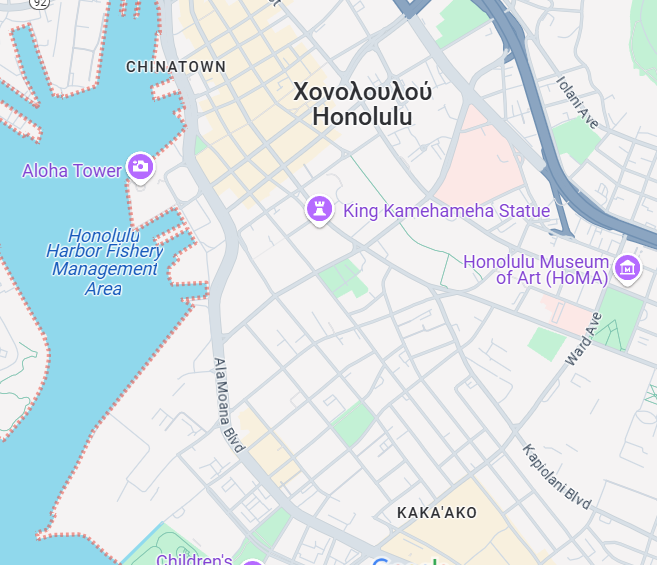 92
CHINATOWN
Χονολουλού
Honolulu
Iolani Ave
Aloha Tower
King Kamehameha Statue
Honolulu
Harbor Fishery
Management
Area
Honolulu Museum
of Art (HoMA)
Ward Ave
Ala Moana Blvd
Kapiolani Blvd
KAKA'AKO
Children's